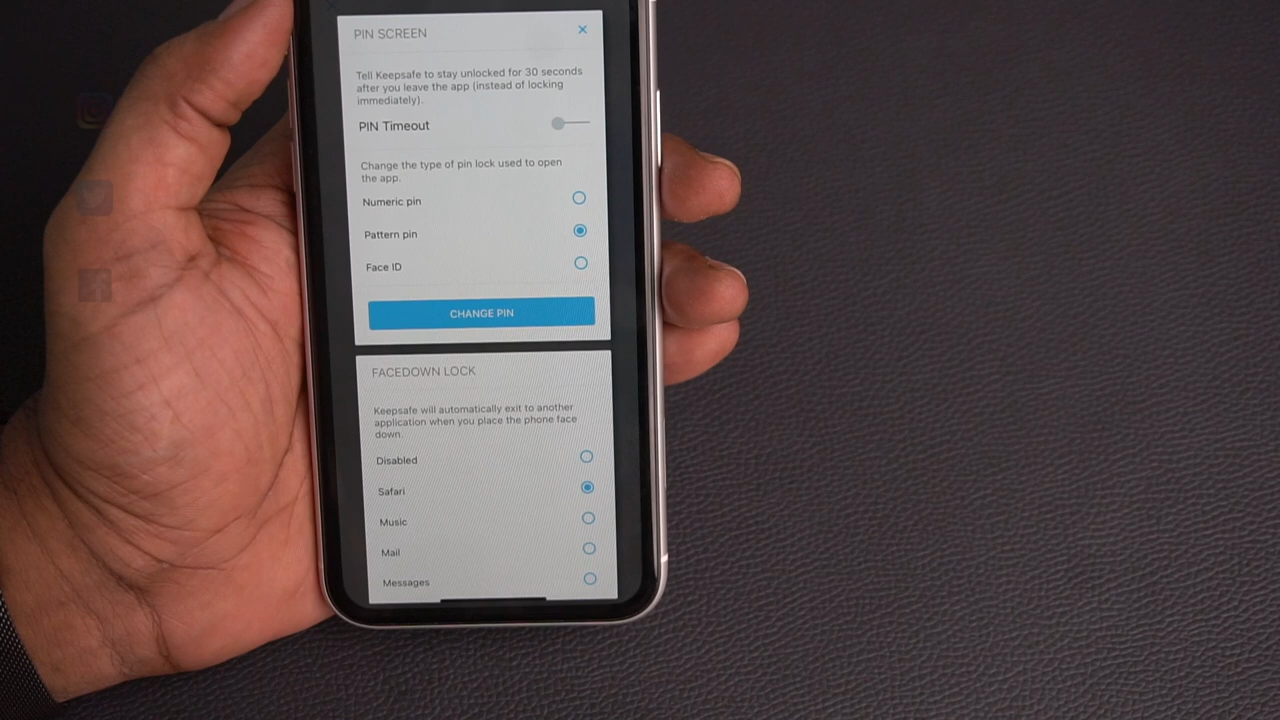 PIN SCREEN
Tell Keepsafe to stay unlocked for 30 seconds
after you leave the app (instead of locking
immediately).
PIN Timeout
Change the type of pin lock used to open
the app.
Numeric pin
Pattern pin
Face ID
CHANGE PIN
FACEDOWN LOCK
Keepsafe will automatically exit to another
application when you place the phone face
down.
Disabled
Safari
Music
Mail
Messages